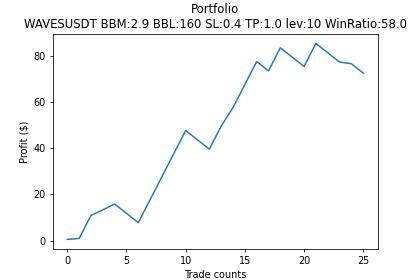 Portfolio
WAVESUSDT BBM:2.9 BBL:160 SL:0.4 TP:1.0 lev:10 WinRatio:58.0
80
60
40
20
0
Profit ($)
0 5 10 15 20 25
Trade counts